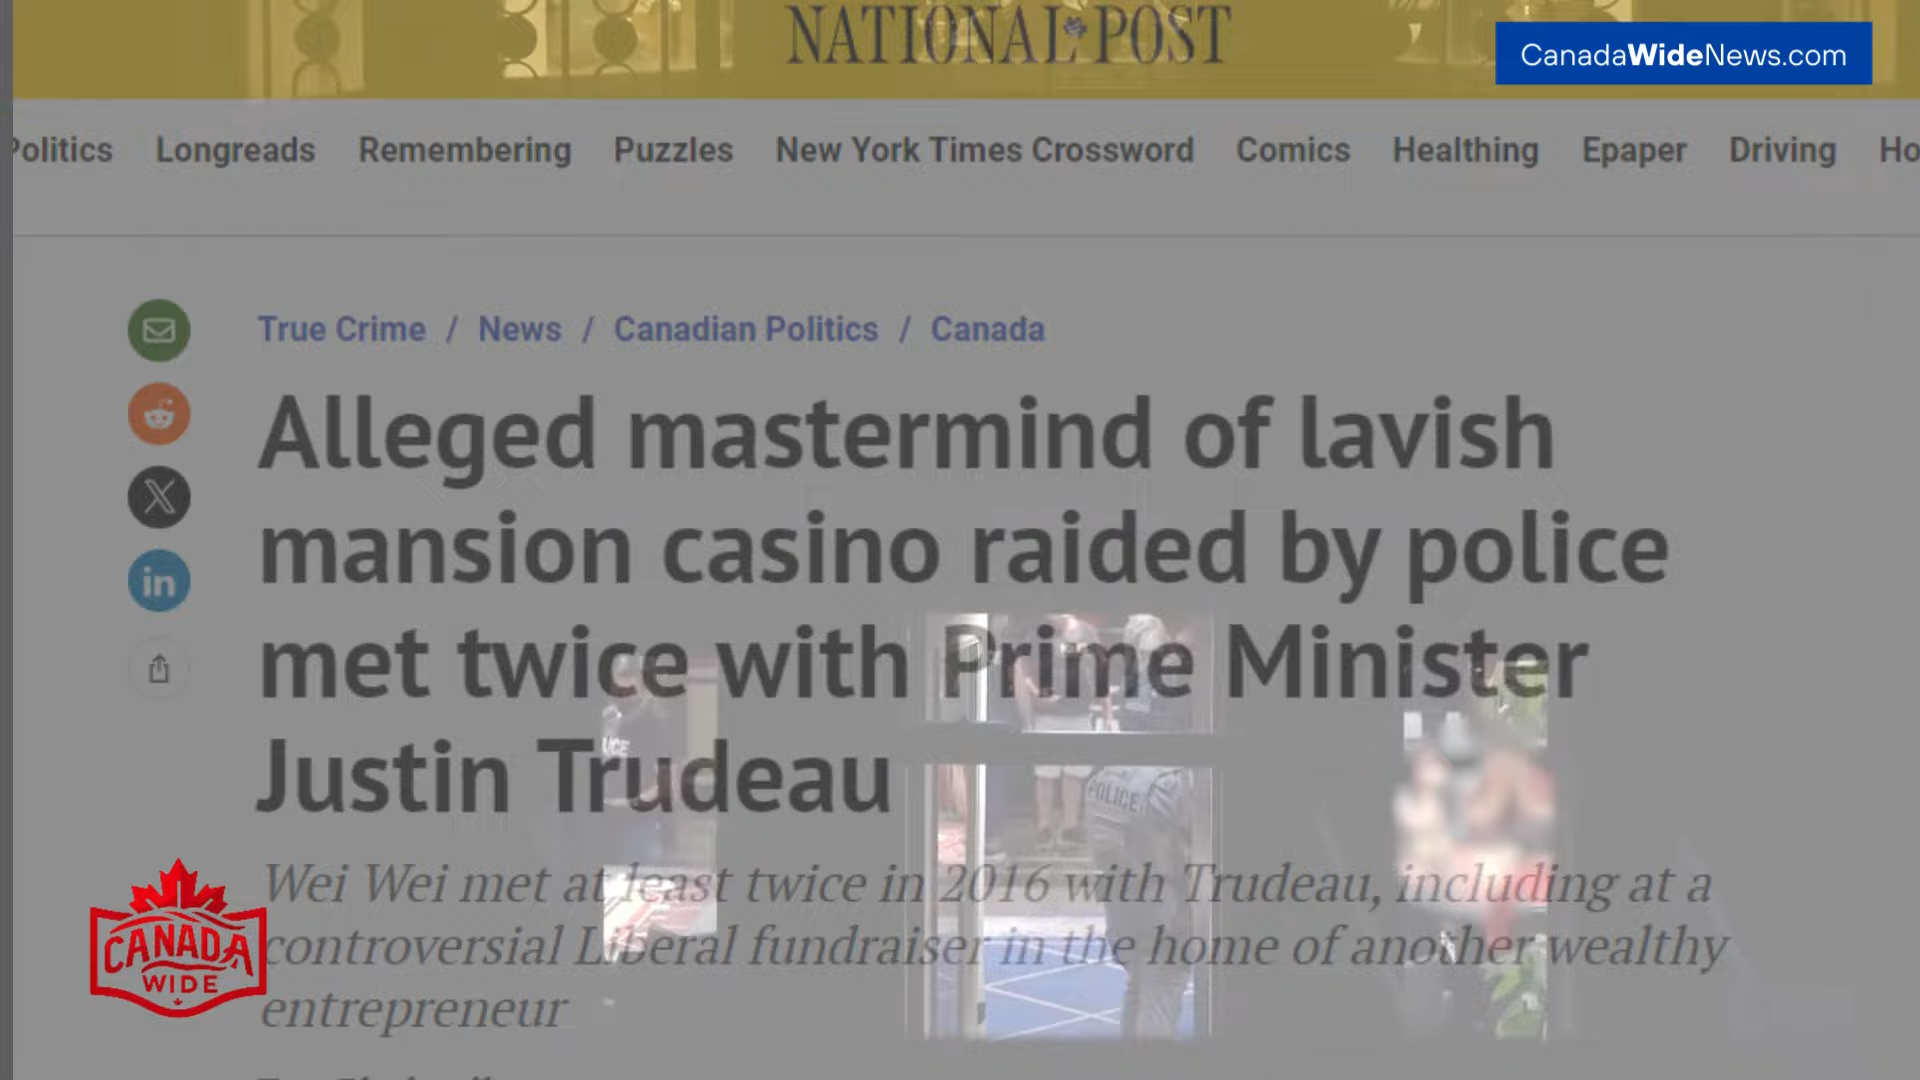 NATIONAL POST
CanadaWideNews.com
Politics Longreads Remembering Puzzles New York Times Crossword Comics Healthing Epaper Driving Ho
True Crime / News / Canadian Politics / Canada
Alleged mastermind of lavish
mansion casino raided by police
met twice with Prime Minister
Justin Trudeau
Wei Wei met at least twice in 2016 with Trudeau, including at a
controversial Liberal fundraiser in the home of another wealthy
entrepreneur
POLICE
CANADA
WIDE